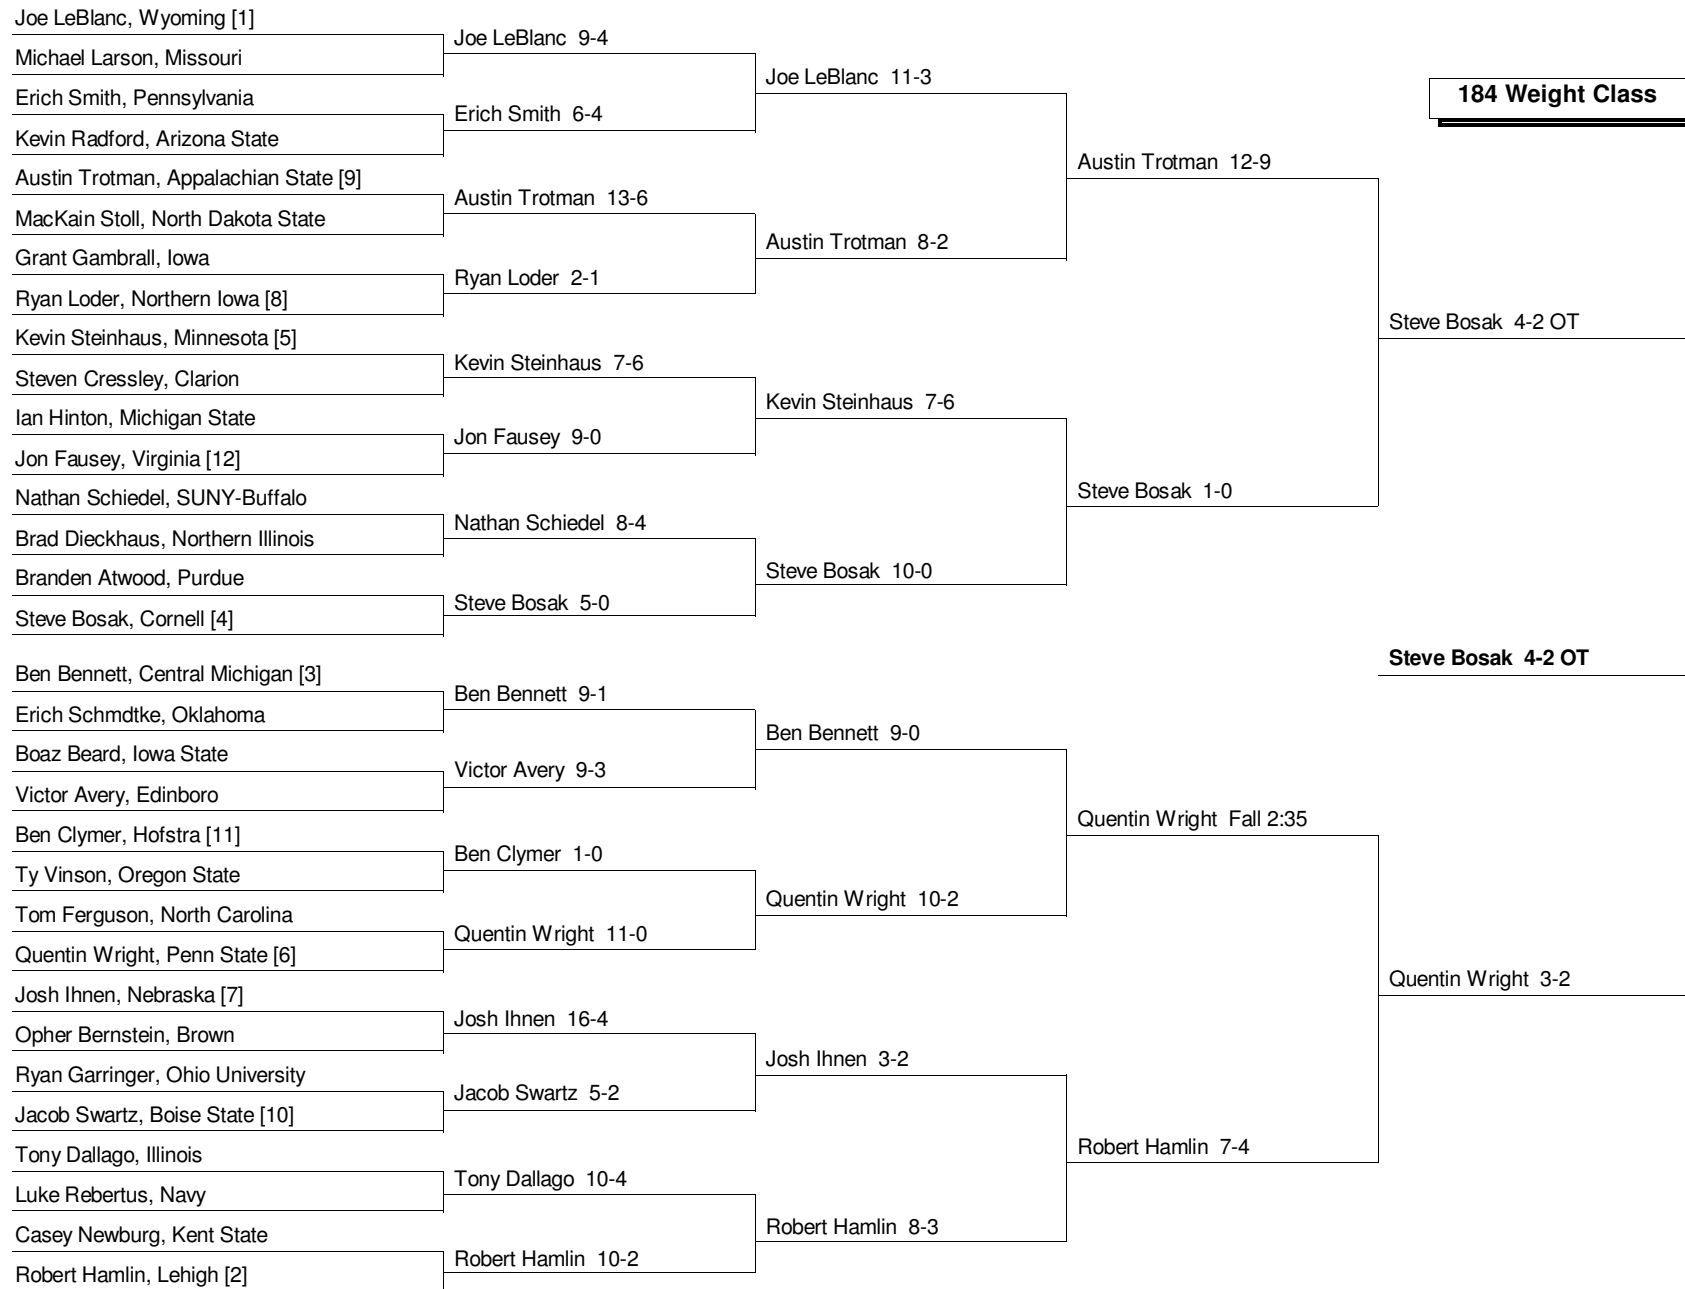 Joe LeBlanc, Wyoming [1]
Michael Larson, Missouri
Erich Smith, Pennsylvania
Kevin Radford, Arizona State
Austin Trotman, Appalachian State [9]
MacKain Stoll, North Dakota State
Grant Gambrall, Iowa
Ryan Loder, Northern Iowa [8]
Kevin Steinhaus, Minnesota [5]
Steven Cressley, Clarion
Ian Hinton, Michigan State
Jon Fausey, Virginia [12]
Nathan Schiedel, SUNY-Buffalo
Brad Dieckhaus, Northern Illinois
Branden Atwood, Purdue
Steve Bosak, Cornell [4]
Ben Bennett, Central Michigan [3]
Erich Schmdtke, Oklahoma
Boaz Beard, Iowa State
Victor Avery, Edinboro
Ben Clymer, Hofstra [11]
Ty Vinson, Oregon State
Tom Ferguson, North Carolina
Quentin Wright, Penn State [6]
Josh Ihnen, Nebraska [7]
Opher Bernstein, Brown
Ryan Garringer, Ohio University
Jacob Swartz, Boise State [10]
Tony Dallago, Illinois
Luke Rebertus, Navy
Casey Newburg, Kent State
Robert Hamlin, Lehigh [2]
Joe LeBlanc 9-4
Erich Smith 6-4
Austin Trotman 13-6
Ryan Loder 2-1
Kevin Steinhaus 7-6
Jon Fausey 9-0
Nathan Schiedel 8-4
Steve Bosak 5-0
Ben Bennett 9-1
Victor Avery 9-3
Ben Clymer 1-0
Quentin Wright 11-0
Josh Ihnen 16-4
Jacob Swartz 5-2
Tony Dallago 10-4
Robert Hamlin 10-2
Joe LeBlanc 11-3
Austin Trotman 8-2
Kevin Steinhaus 7-6
Steve Bosak 10-0
Ben Bennett 9-0
Quentin Wright 10-2
Josh Ihnen 3-2
Robert Hamlin 8-3
Austin Trotman 12-9
Steve Bosak 1-0
Quentin Wright Fall 2:35
Robert Hamlin 7-4
184 Weight Class
Steve Bosak 4-2 OT
Steve Bosak 4-2 OT
Quentin Wright 3-2